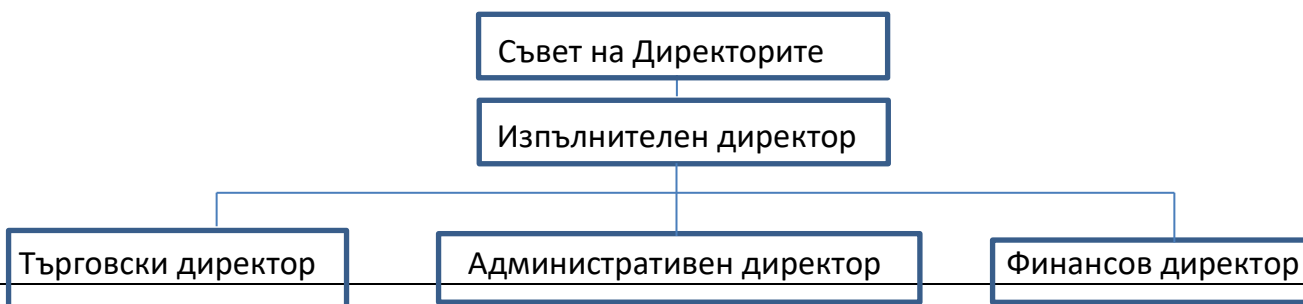 Съвет на Директорите
Изпълнителен директор
Търговски директор
Административен директор
Финансов директор